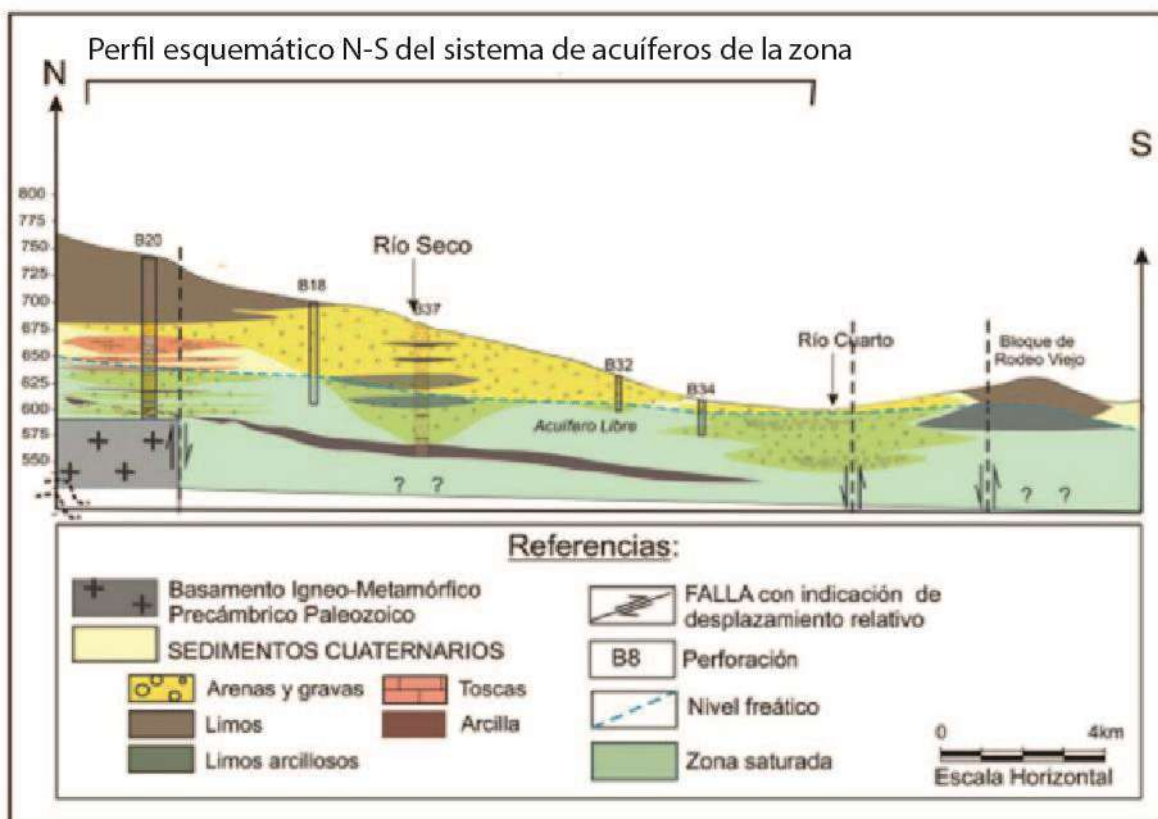 Perfil esquemático N-S del sistema de acuíferos de la zona
N
S
800
775
750
725
700
675
650
625
600
575
550
B20
B18
Río Seco
B37
B32
B34
Río Cuarto
Bloque de
Rodeo Viejo
Acuífero Libre
? ?
? ?
Referencias:
Basamento Igneo-Metamórfico
Precámbrico Paleozoico
SEDIMENTOS CUATERNARIOS
Arenas y gravas
Toscas
Limos
Arcilla
Limos arcillosos
FALLA con indicación de
desplazamiento relativo
B8
Perforación
Nivel freático
Zona saturada
0 4km
Escala Horizontal